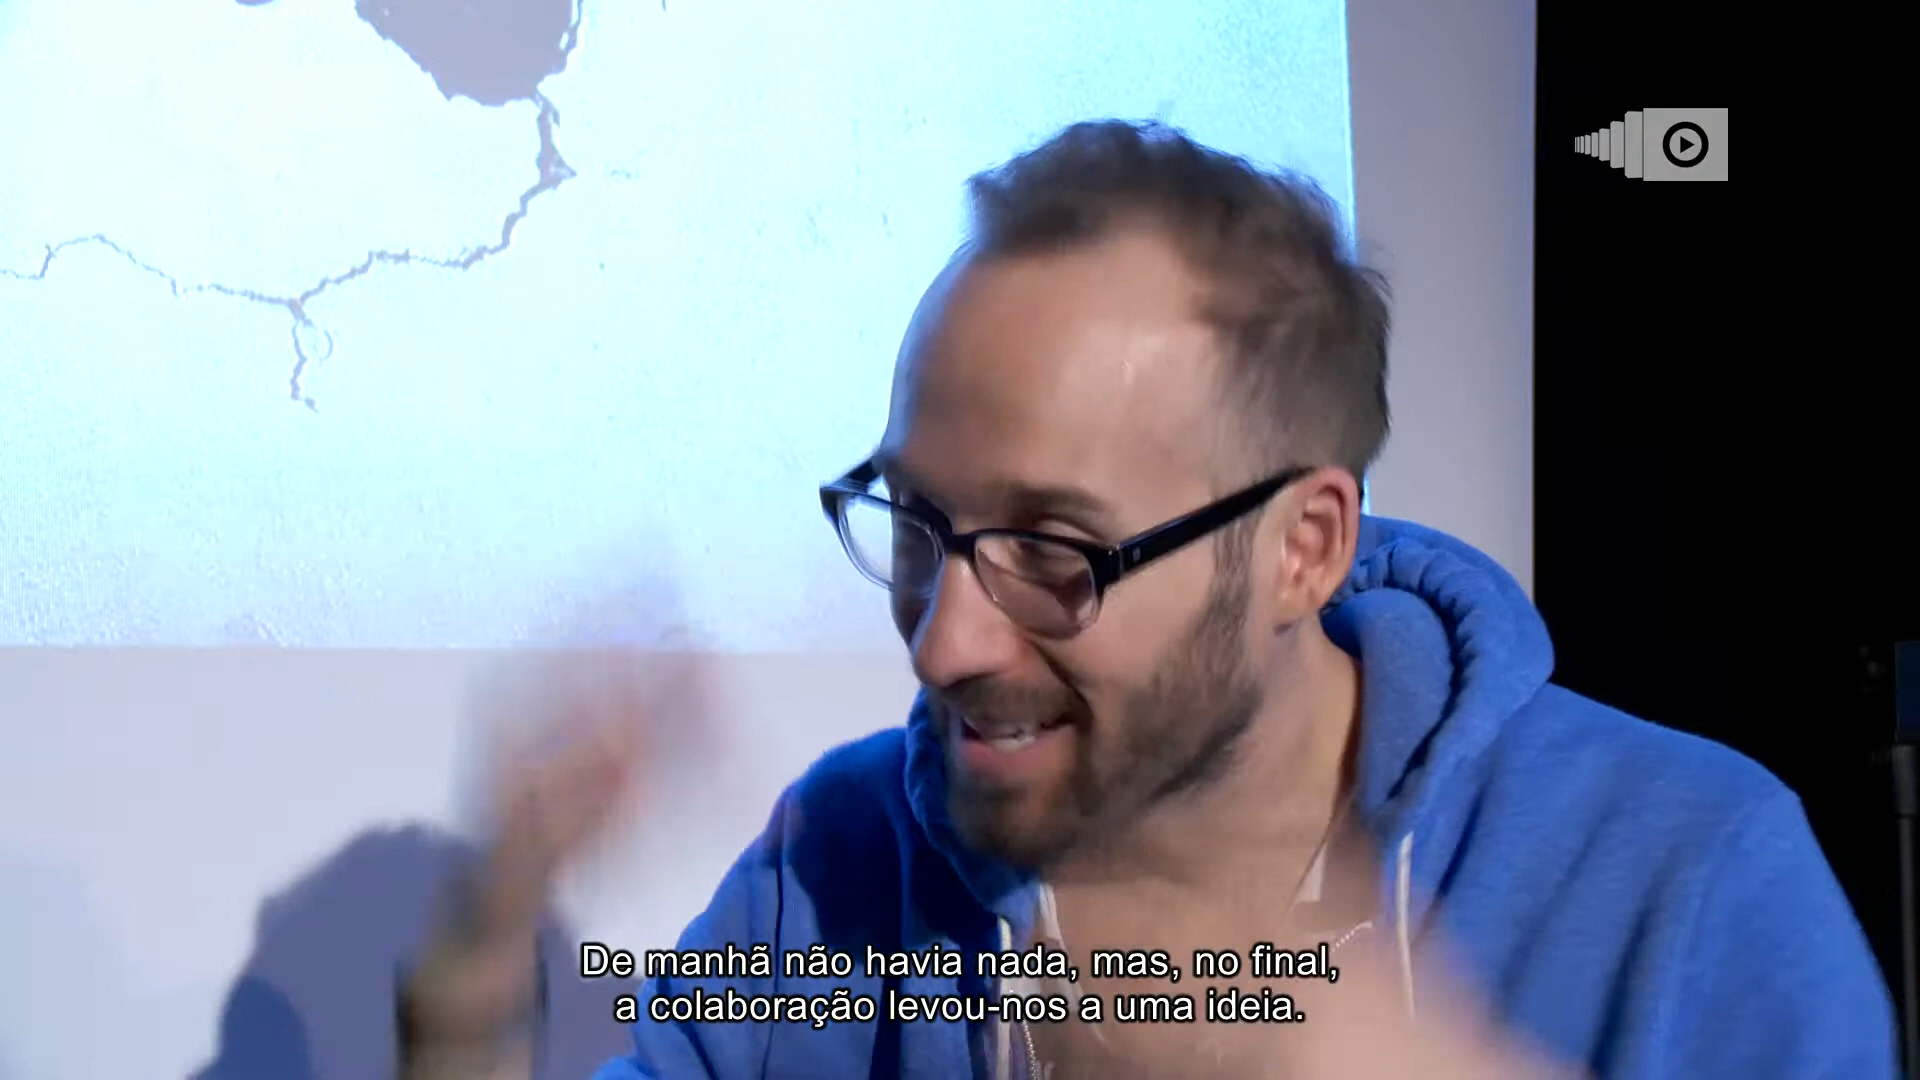 De manhã não havia nada, mas, no final,
a colaboração levou-nos a uma ideia.